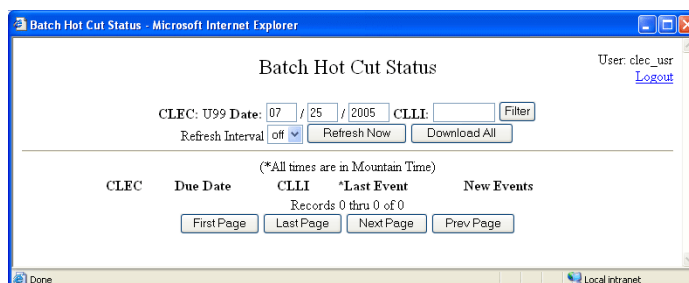 Batch Hot Cut Status - Microsoft Internet Explorer
Batch Hot Cut Status
User: clec_usr
Logout
CLEC: U99 Date: 07 / 25 / 2005 CLLI: Filter
Refresh Interval off Refresh Now Download All
(*All times are in Mountain Time)
CLEC Due Date CLLI *Last Event New Events
Records 0 thru 0 of 0
First Page Last Page Next Page Prev Page
Done Local intranet